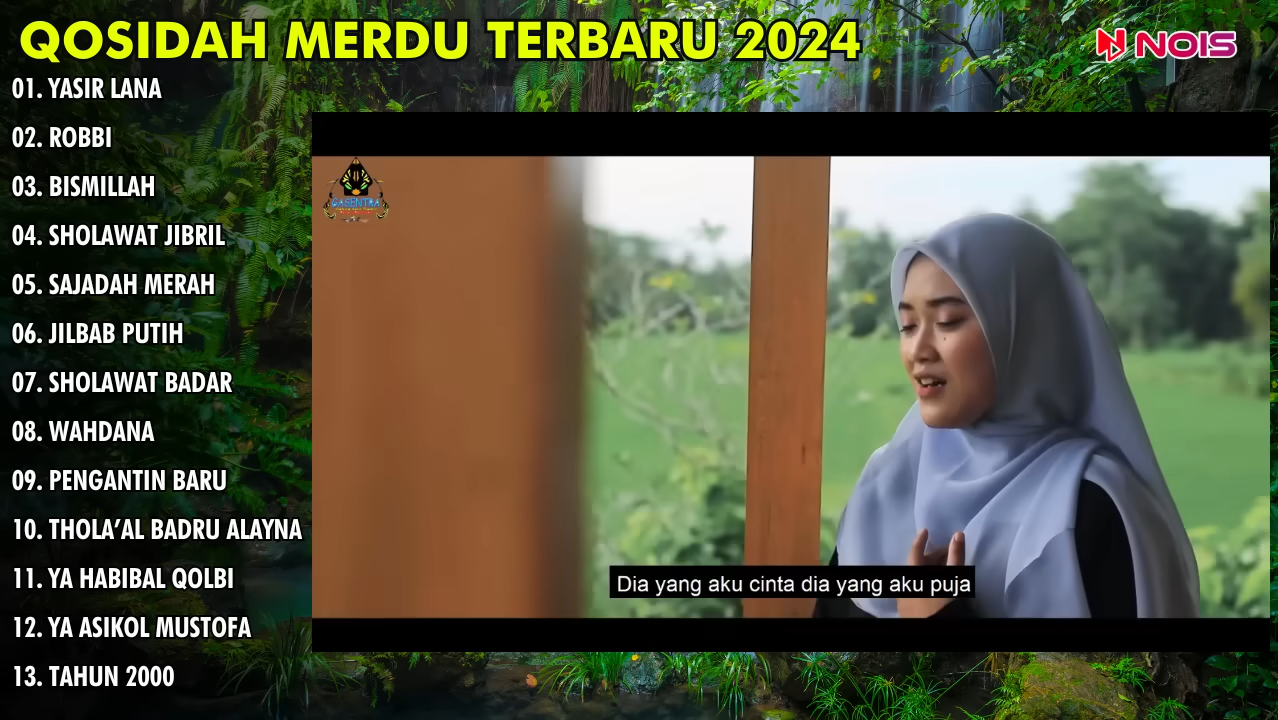 QOSIDAH MERDU TERBARU 2024
NOIS
01. YASIR LANA
02. ROBBI
03. BISMILLAH
04. SHOLAWAT JIBRIL
05. SAJADAH MERAH
06. JILBAB PUTIH
07. SHOLAWAT BADAR
08. WAHDANA
09. PENGANTIN BARU
10. THOLA’AL BADRU ALAYNA
11. YA HABIBAL QOLBI
12. YA ASIKOL MUSTOFA
13. TAHUN 2000
GASENTRA
Dia yang aku cinta dia yang aku puja